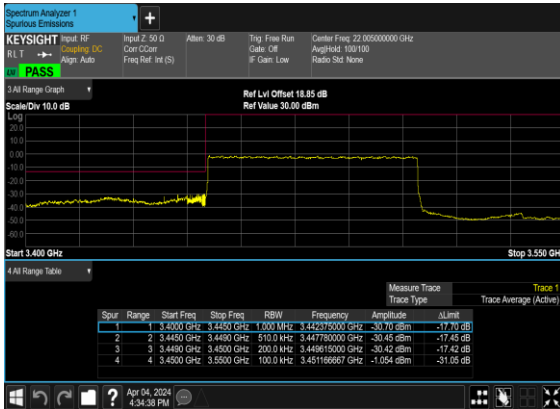 Spectrum Analyzer 1
Spurious Emissions
+
KEYSIGHT Input: RF Input Z: 50 Ω Atten: 30 dB Trig: Free Run Center Freq: 22.005000000 GHz
RLT Coupling: DC Corr CCorr Gate: Off Avg|Hold: 100/100
Align: Auto Freq Ref: Int (S) IF Gain: Low Radio Std: None
PASS
3 All Range Graph
Ref Lvl Offset 18.85 dB
Scale/Div 10.0 dB Ref Value 30.00 dBm
Log
20.0
10.0
0.00
-10.0
-20.0
-30.0
-40.0
-50.0
-60.0
Start 3.400 GHz Stop 3.550 GH
4 All Range Table
Measure Trace Trace 1
Trace Type Trace Average (Active)
Spur Range Start Freq Stop Freq RBW Frequency Amplitude ΔLimit
1 1 3.4000 GHz 3.4450 GHz 1.000 MHz 3.442375000 GHz -30.70 dBm -17.70 dB
2 2 3.4450 GHz 3.4490 GHz 510.0 kHz 3.447780000 GHz -30.45 dBm -17.45 dB
3 3 3.4490 GHz 3.4500 GHz 200.0 kHz 3.449615000 GHz -30.42 dBm -17.42 dB
4 4 3.4500 GHz 3.5500 GHz 100.0 kHz 3.451166667 GHz -1.054 dBm -31.05 dB
? Apr 04, 2024
4:34:38 PM